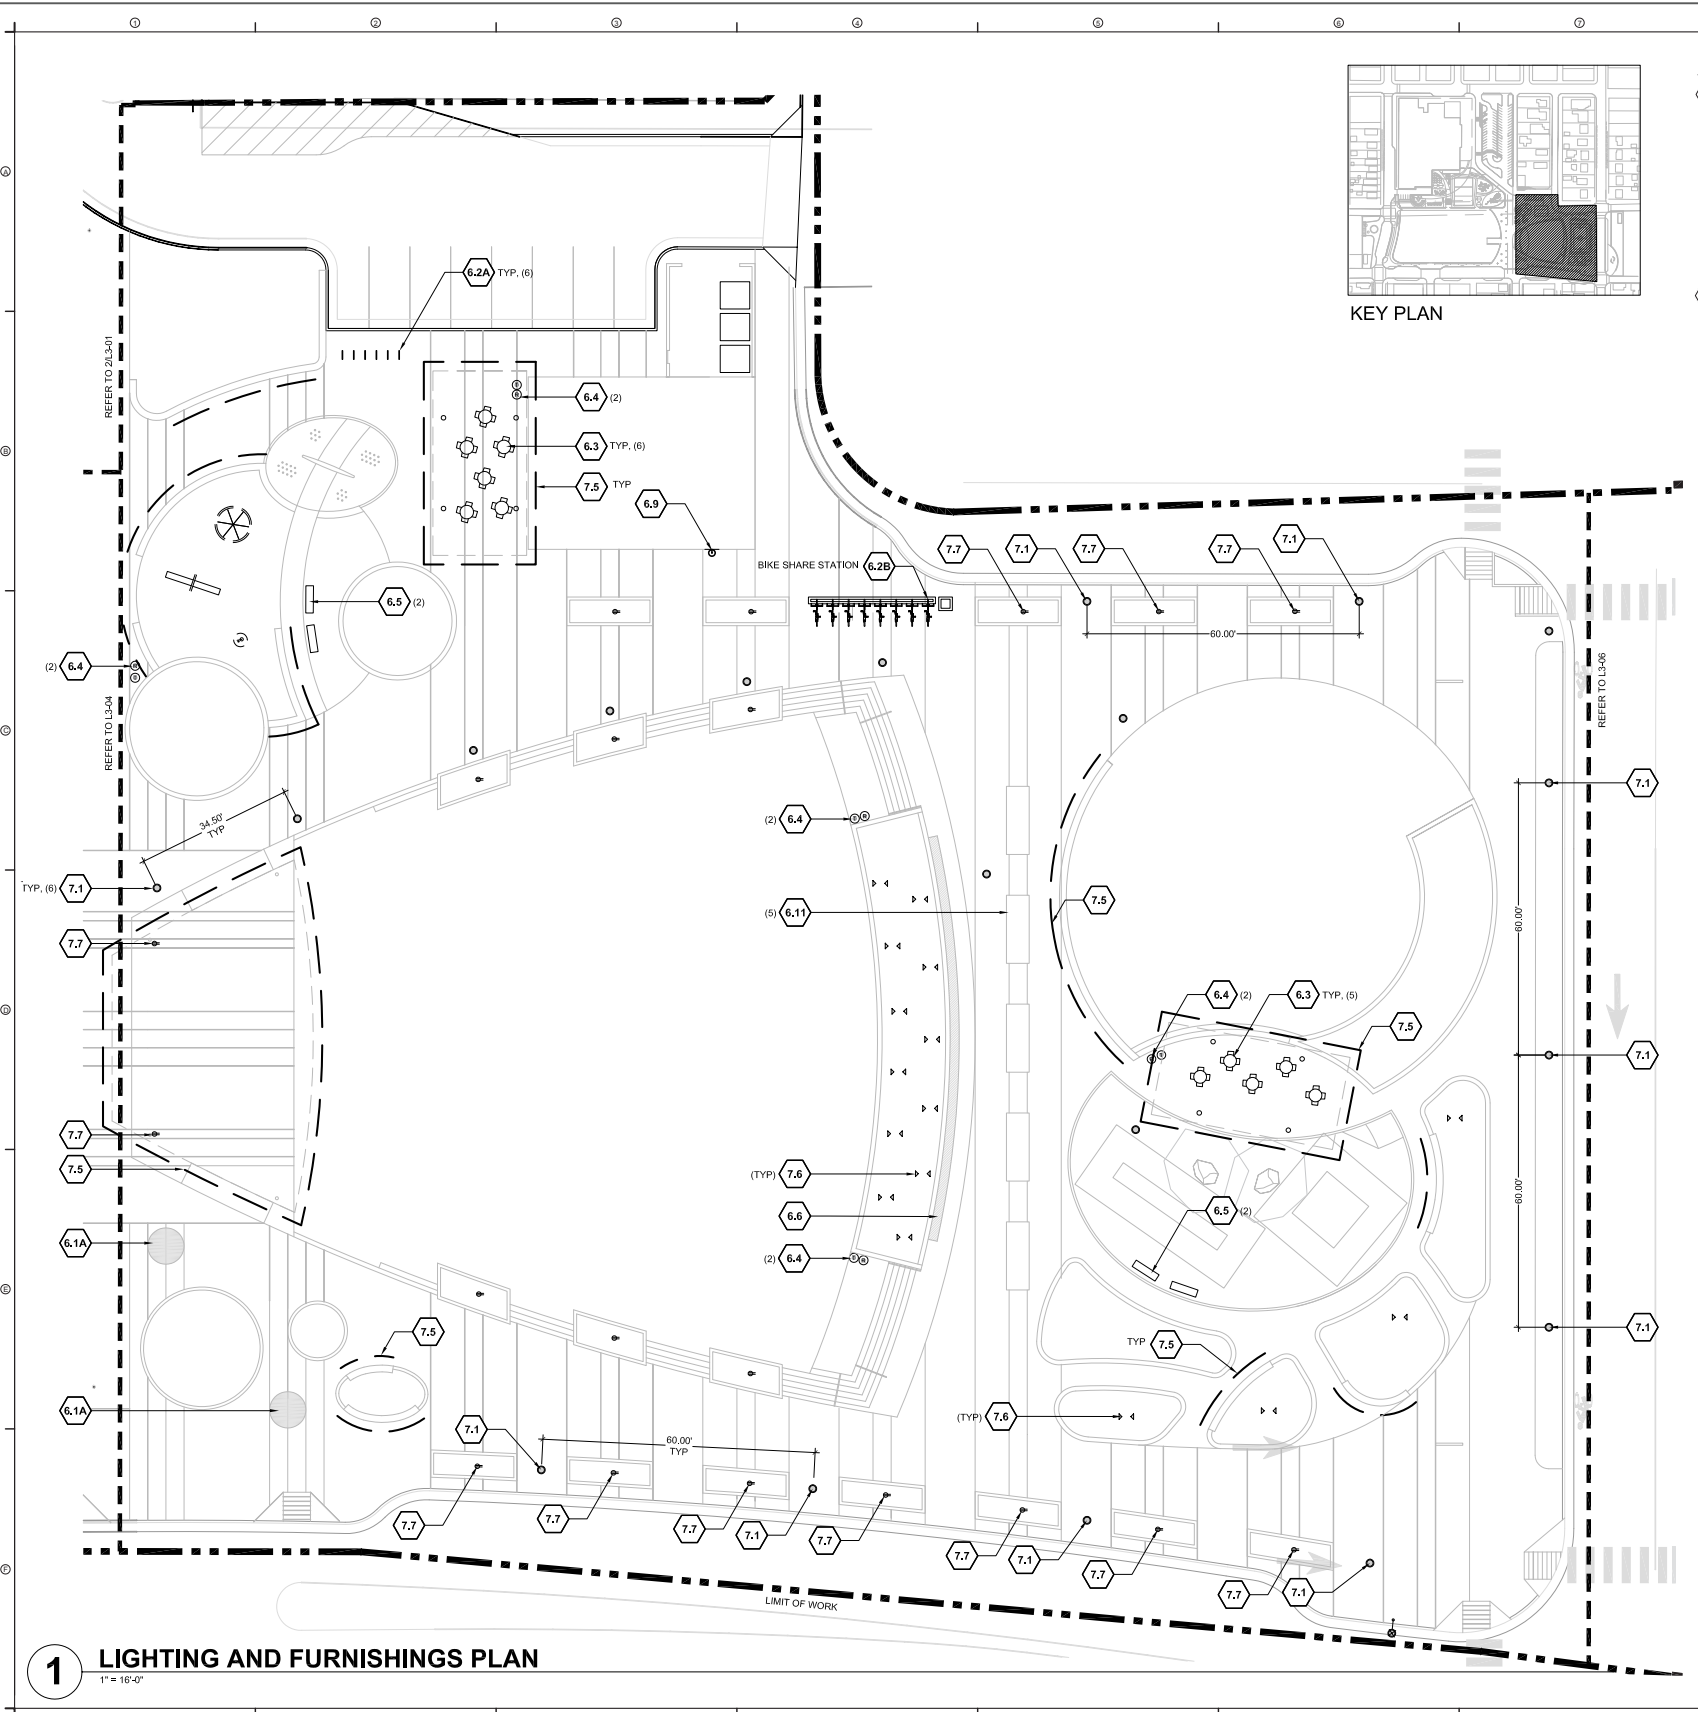 1 2 3 4 5 6 7
A
B
C
D
E
F
KEY PLAN
6.2A TYP, (6)
REFER TO 2/L3-01
6.4 (2)
6.3 TYP, (6)
7.5 TYP
6.9
BIKE SHARE STATION 6.2B
7.7 7.1 7.7 7.7 7.1
60.00'
6.5 (2)
(2) 6.4
REFER TO L3-04
REFER TO L3-06
34.50'
TYP
7.1
(2) 6.4
TYP, (6) 7.1
7.5
(5) 6.11
60.00'
7.7
6.4 (2)
6.3 TYP, (5)
7.5
7.1
7.7
7.5
(TYP) 7.6
60.00'
6.5 (2)
6.6
6.1A
(2) 6.4
7.5
TYP 7.5
7.1
6.1A
7.1
60.00'
TYP
(TYP) 7.6
7.7 7.7 7.7 7.1 7.7 7.7 7.1 7.7 7.7 7.1
LIMIT OF WORK
1 LIGHTING AND FURNISHINGS PLAN
1" = 16'-0"